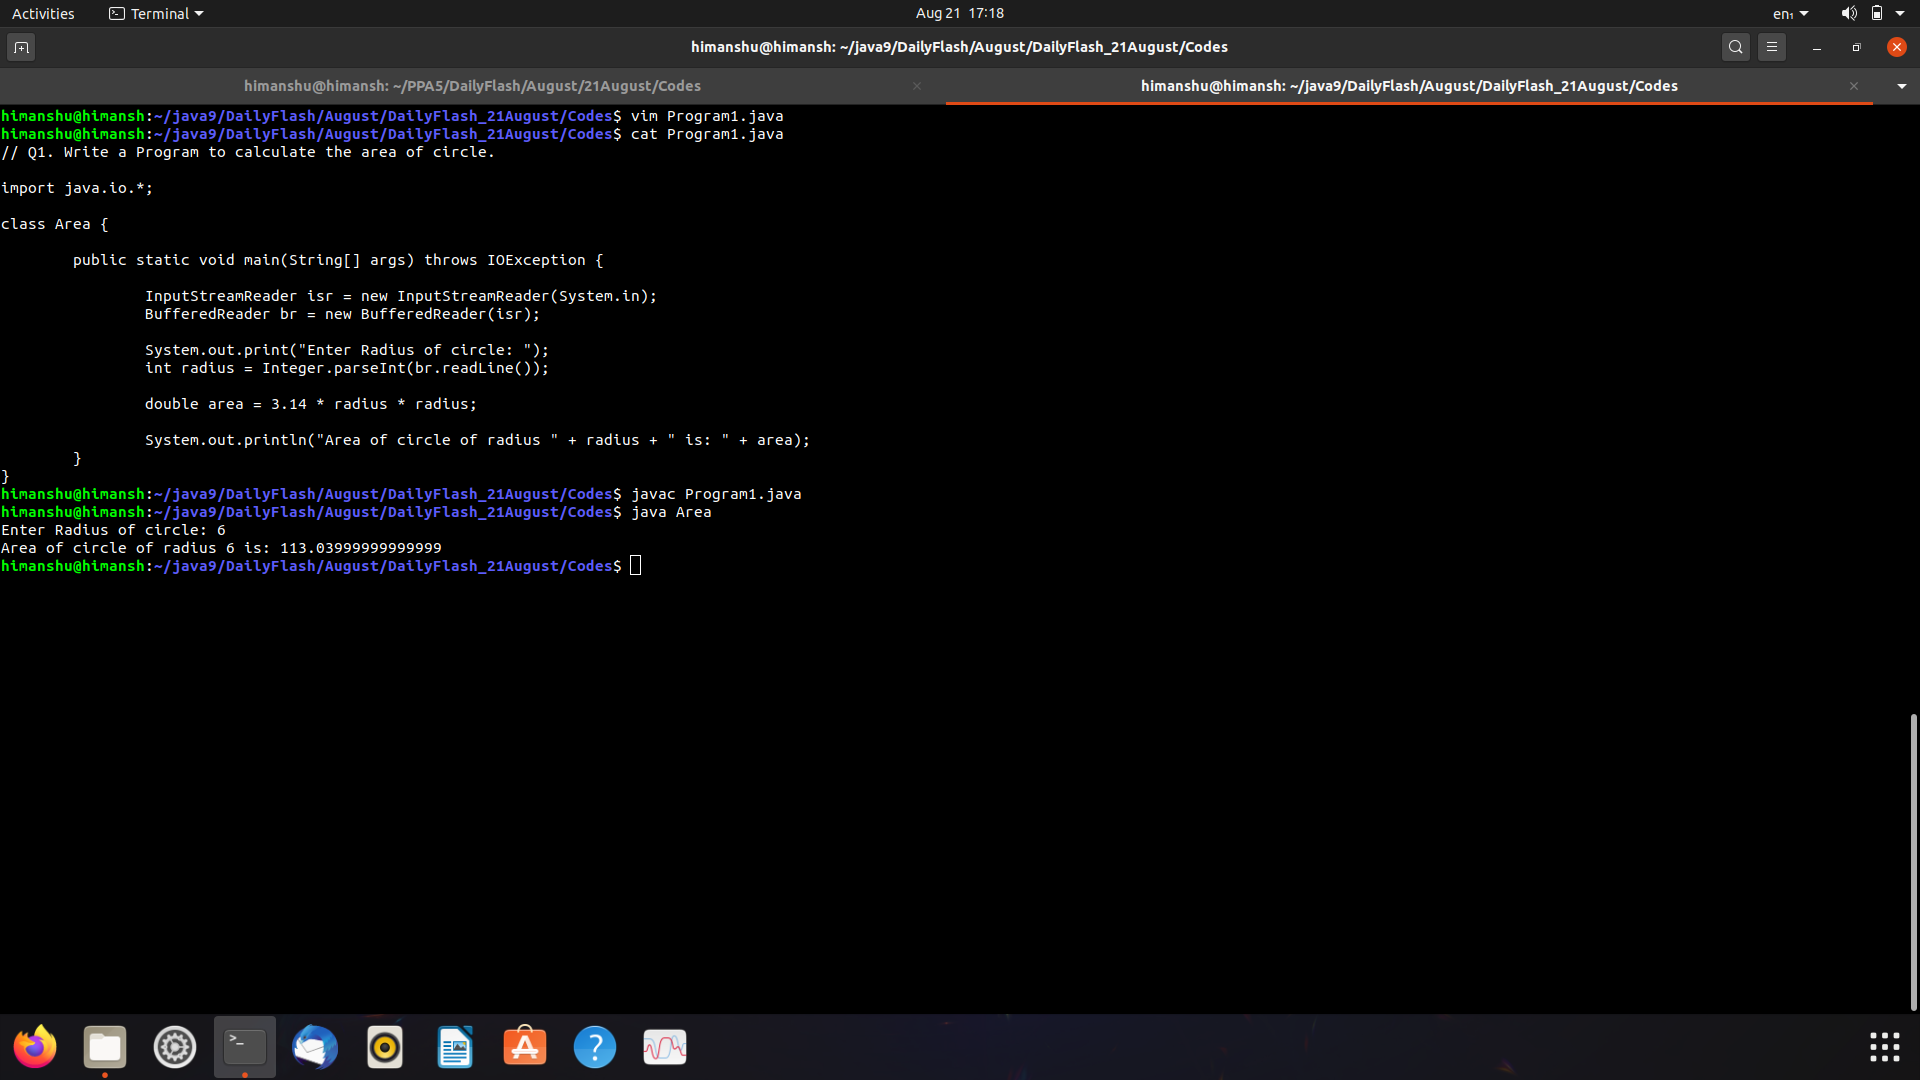 Activities
Terminal
Aug 21 17:18
en₁
himanshu@himansh: ~/java9/DailyFlash/August/DailyFlash_21August/Codes
himanshu@himansh: ~/PPA5/DailyFlash/August/21August/Codes
himanshu@himansh: ~/java9/DailyFlash/August/DailyFlash_21August/Codes
himanshu@himansh:~/java9/DailyFlash/August/DailyFlash_21August/Codes$ vim Program1.java
himanshu@himansh:~/java9/DailyFlash/August/DailyFlash_21August/Codes$ cat Program1.java
// Q1. Write a Program to calculate the area of circle.
import java.io.*;
class Area {
public static void main(String[] args) throws IOException {
InputStreamReader isr = new InputStreamReader(System.in);
BufferedReader br = new BufferedReader(isr);
System.out.print("Enter Radius of circle: ");
int radius = Integer.parseInt(br.readLine());
double area = 3.14 * radius * radius;
System.out.println("Area of circle of radius " + radius + " is: " + area);
}
}
himanshu@himansh:~/java9/DailyFlash/August/DailyFlash_21August/Codes$ javac Program1.java
himanshu@himansh:~/java9/DailyFlash/August/DailyFlash_21August/Codes$ java Area
Enter Radius of circle: 6
Area of circle of radius 6 is: 113.03999999999999
himanshu@himansh:~/java9/DailyFlash/August/DailyFlash_21August/Codes$